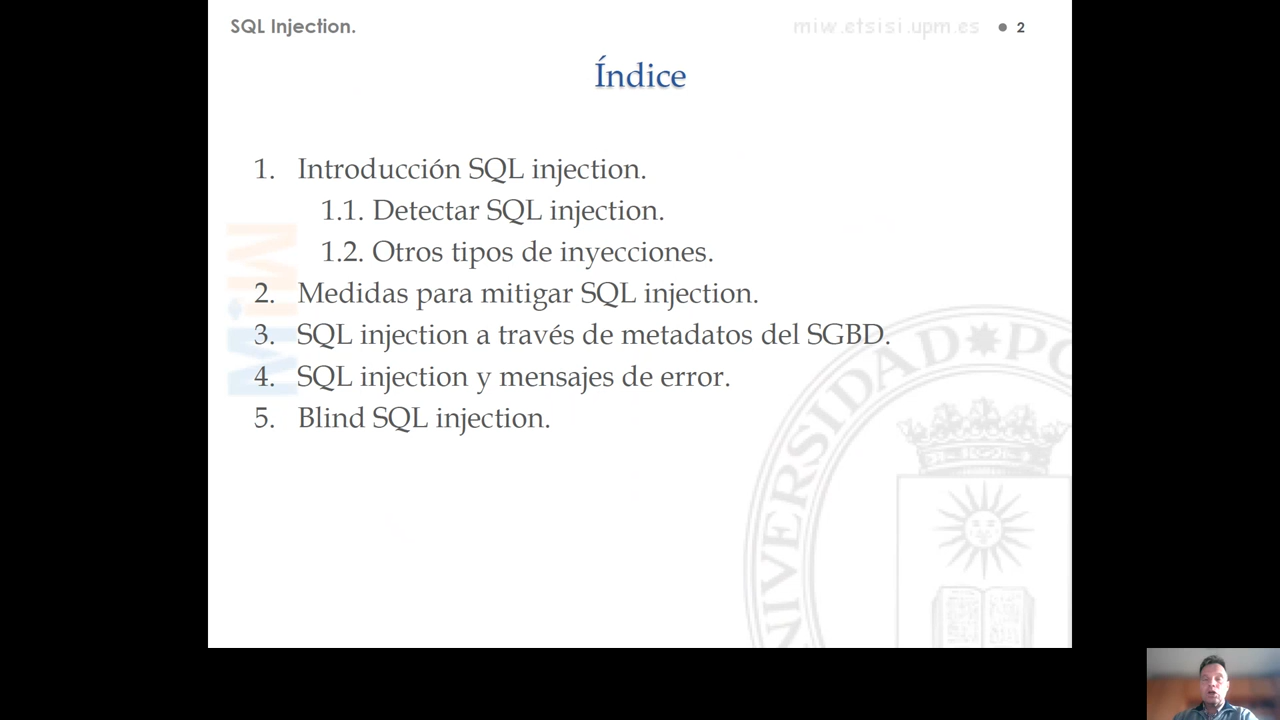 SQL Injection.
miw.etsisi.upm.es
2
Índice
1. Introducción SQL injection.
1.1. Detectar SQL injection.
1.2. Otros tipos de inyecciones.
2. Medidas para mitigar SQL injection.
3. SQL injection a través de metadatos del SGBD.
4. SQL injection y mensajes de error.
5. Blind SQL injection.
MiW